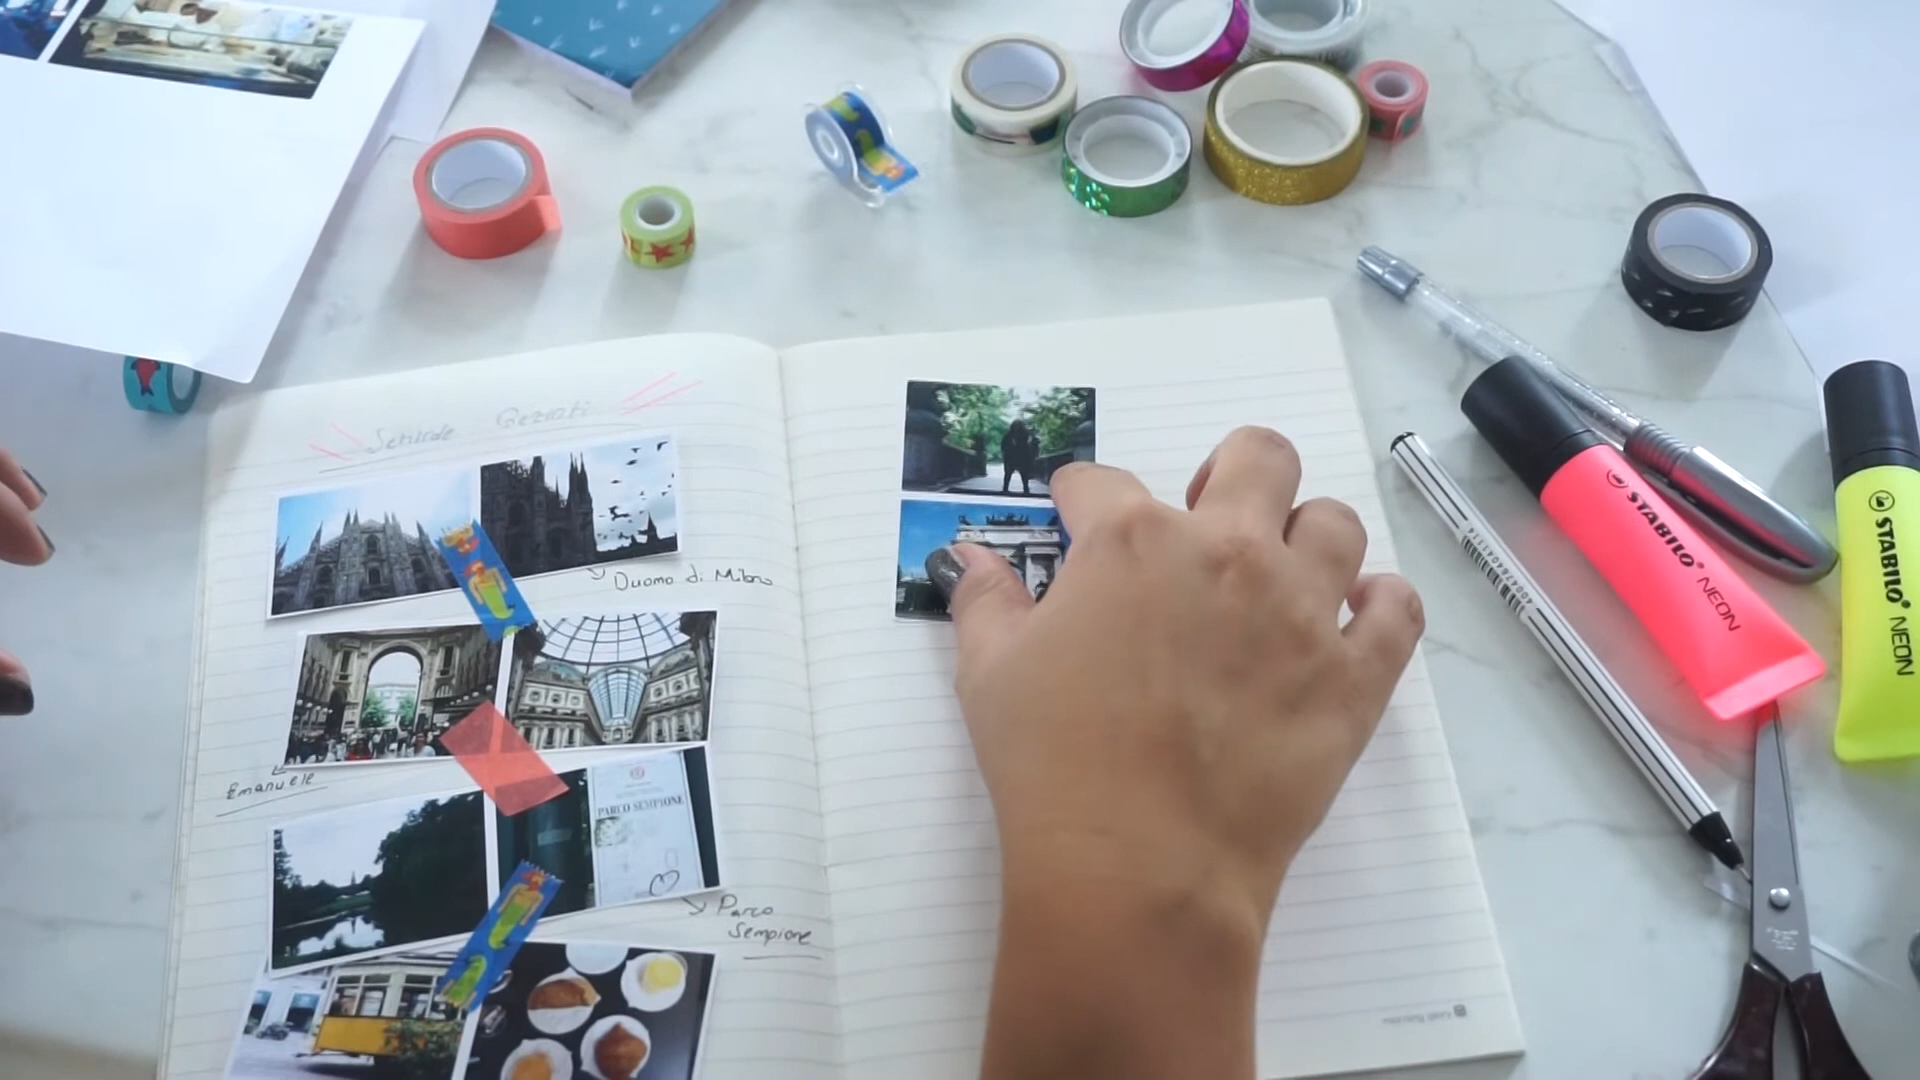 Duomo di Milano
Emanuele
PARCO SEMPIONE
Parco
Sempione
STABILO® NEON
STABILO® NEON